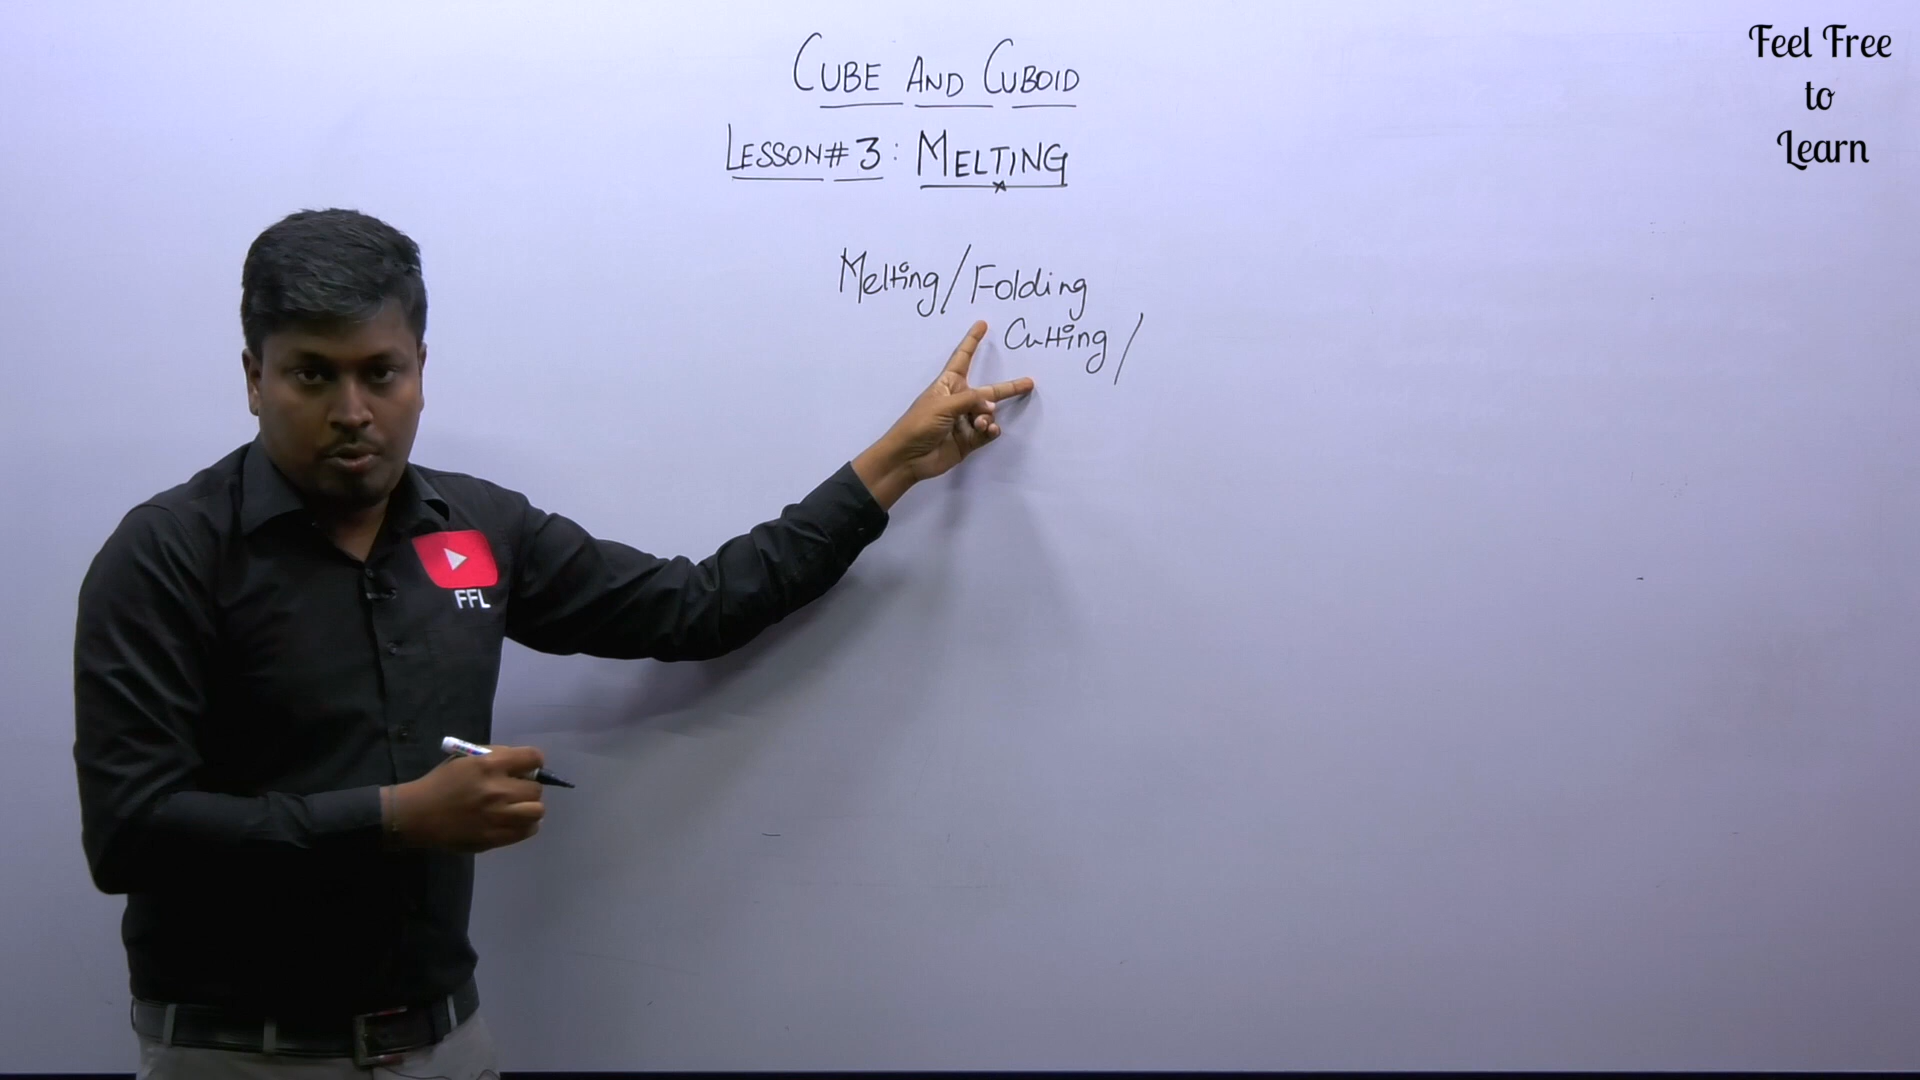 CUBE AND CUBOID
LESSON#3: MELTING
Melting/Folding
Cutting/
Feel Free
to
Learn
FFL